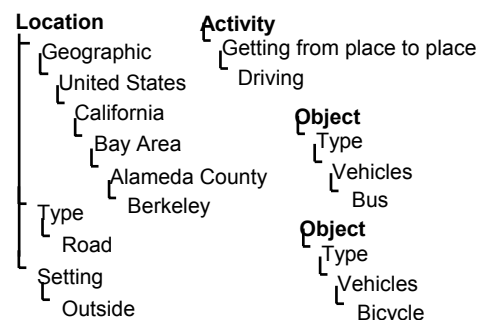 Location
Geographic
United States
California
Bay Area
Alameda County
Berkeley
Type
Road
Setting
Outside
Activity
Getting from place to place
Driving
Object
Type
Vehicles
Bus
Object
Type
Vehicles
Bicycle